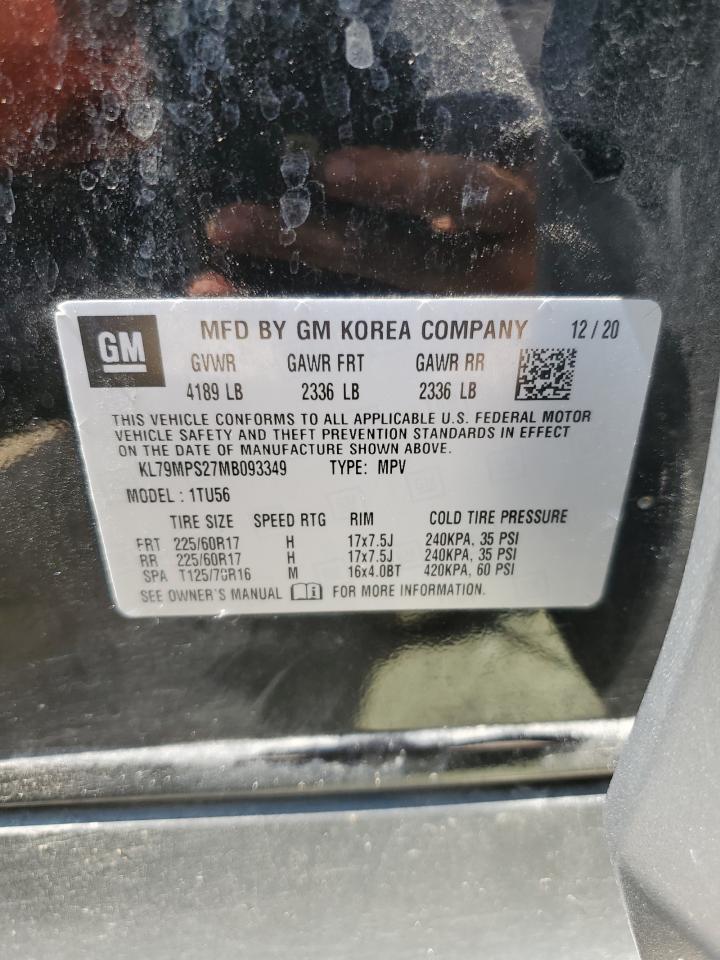 GM MFD BY GM KOREA COMPANY 12/20
GVWR GAWR FRT GAWR RR
4189 LB 2336 LB 2336 LB
THIS VEHICLE CONFORMS TO ALL APPLICABLE U.S. FEDERAL MOTOR
VEHICLE SAFETY AND THEFT PREVENTION STANDARDS IN EFFECT
ON THE DATE OF MANUFACTURE SHOWN ABOVE.
KL79MPS27MB093349 TYPE: MPV
MODEL : 1TU56
TIRE SIZE SPEED RTG RIM COLD TIRE PRESSURE
FRT 225/60R17 H 17x7.5J 240KPA, 35 PSI
RR 225/60R17 H 17x7.5J 240KPA, 35 PSI
SPA T125/70R16 M 16x4.0BT 420KPA, 60 PSI
SEE OWNER'S MANUAL FOR MORE INFORMATION.